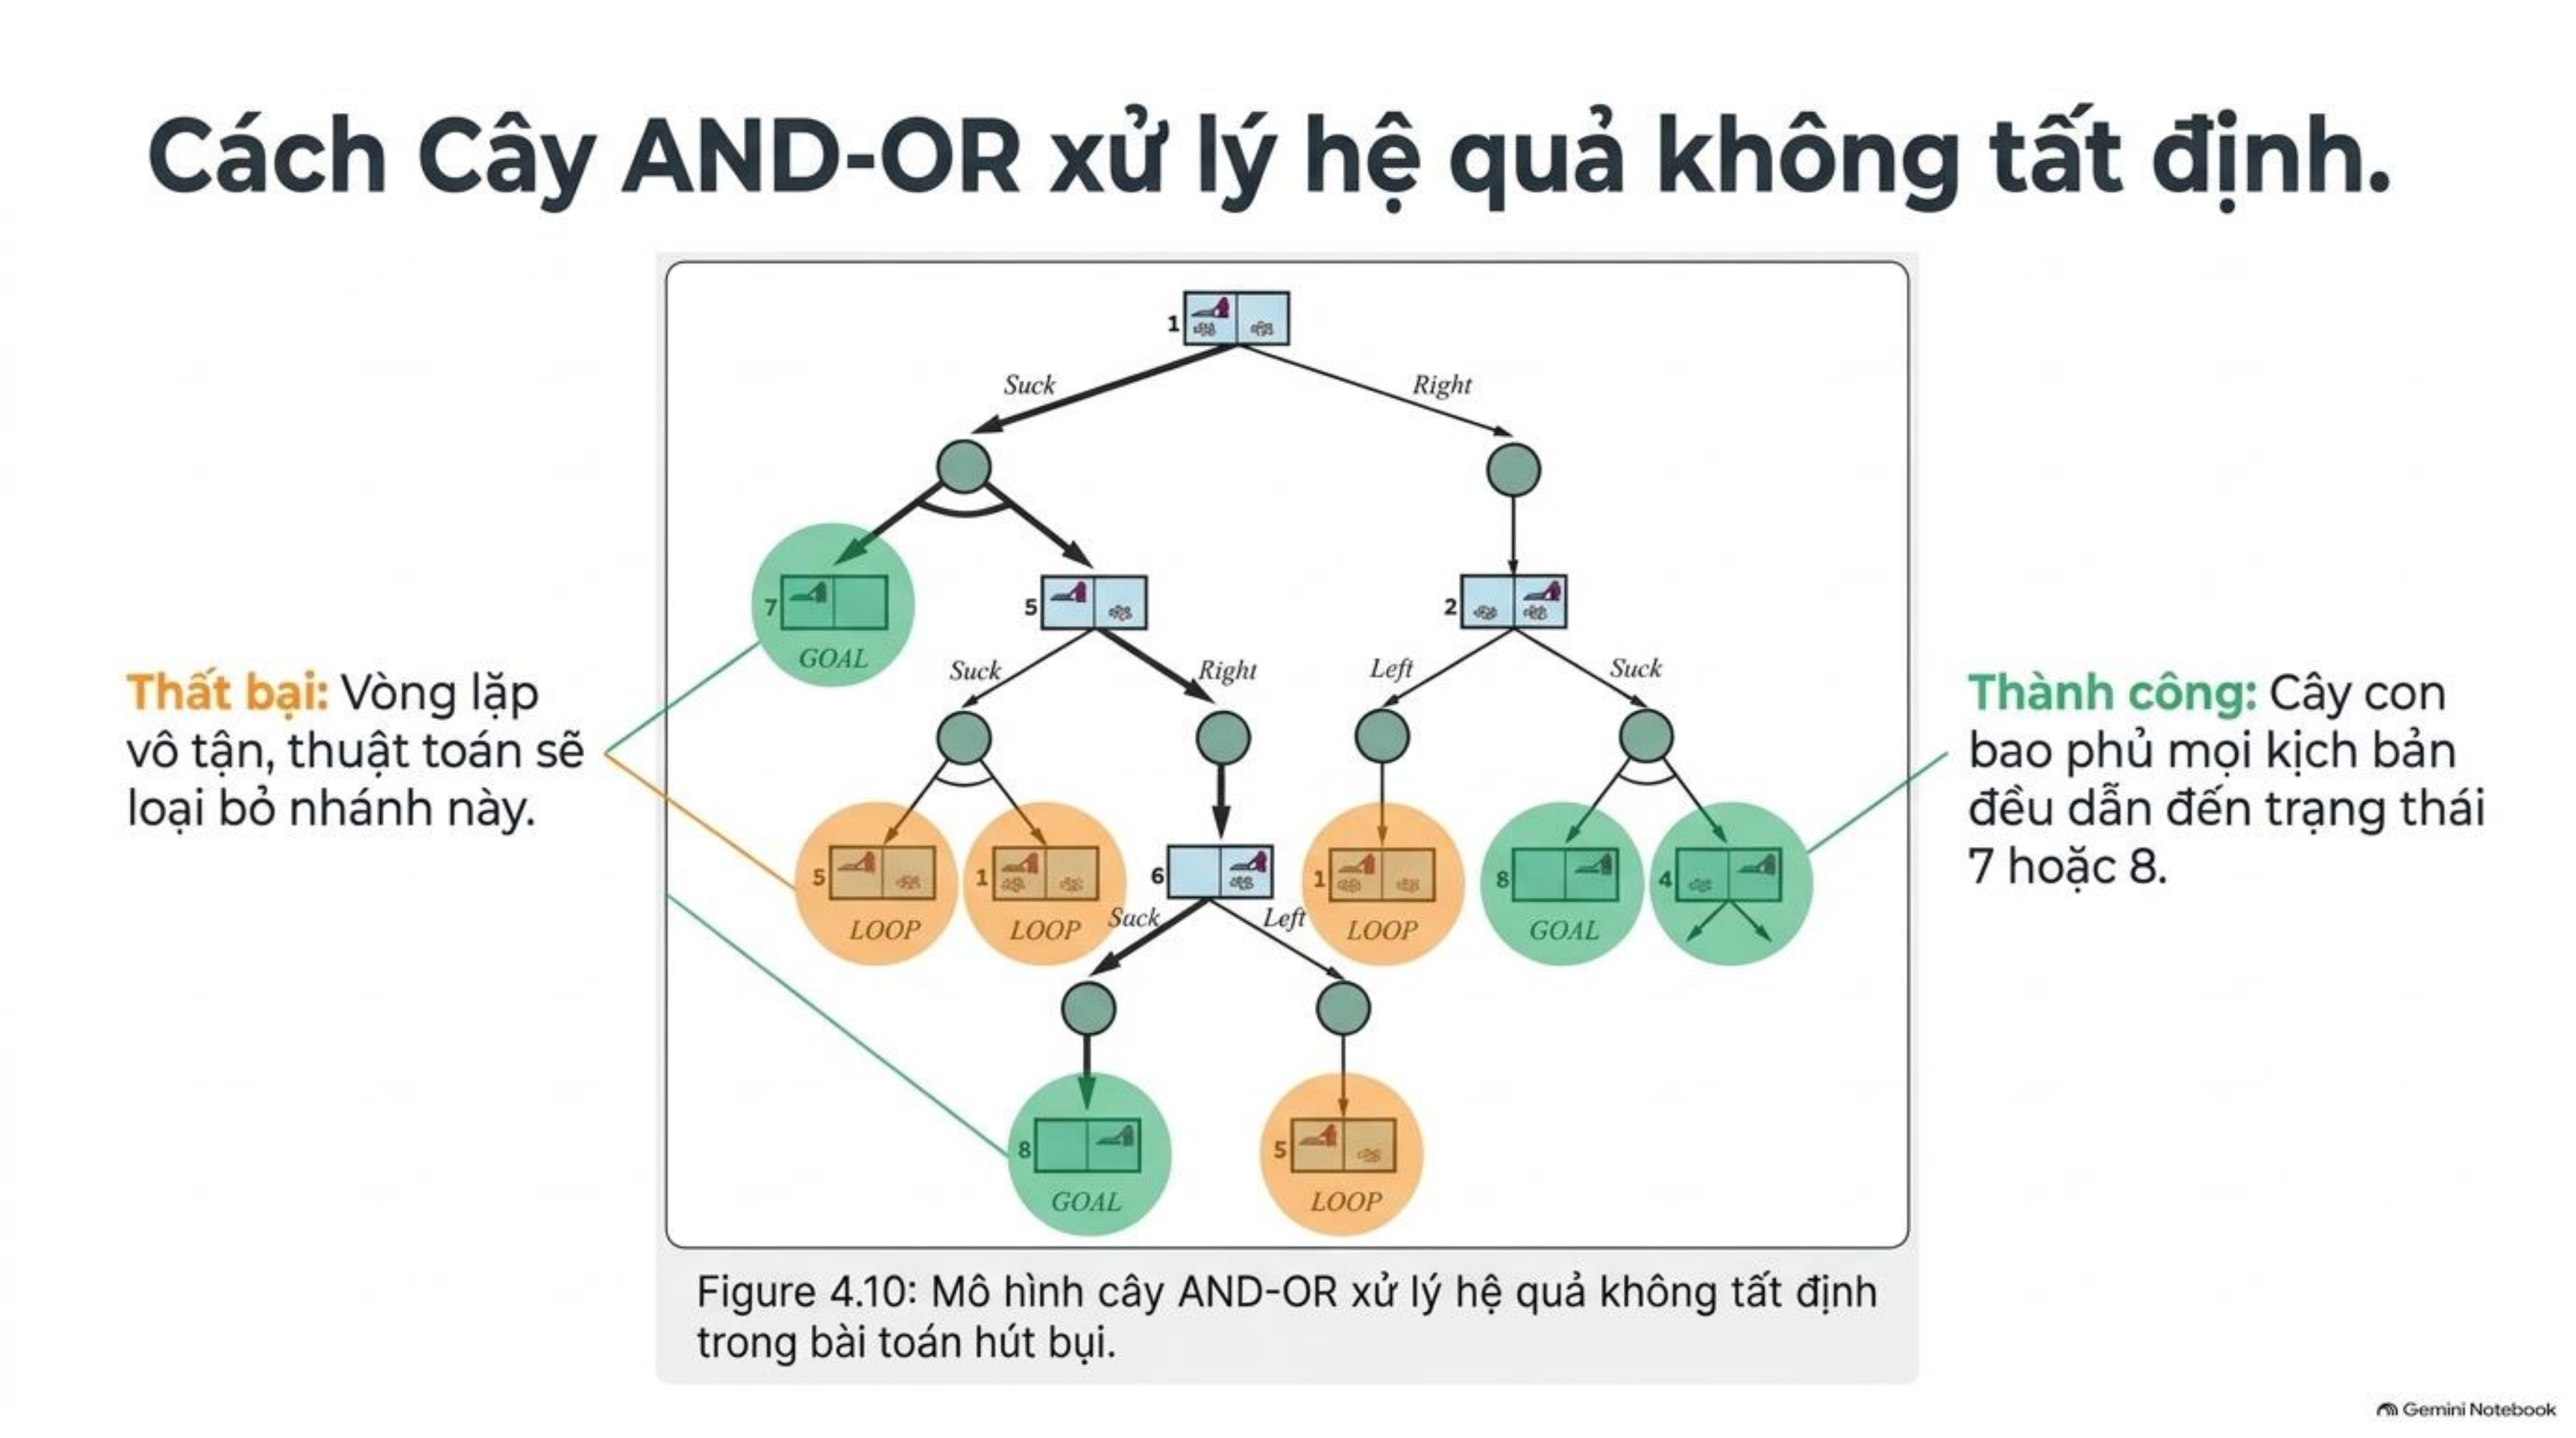 Cách Cây AND-OR xử lý hệ quả không tất định.
1
Suck
Right
7
GOAL
5
2
Suck
Right
Left
Suck
Thất bại: Vòng lặp
vô tận, thuật toán sẽ
loại bỏ nhánh này.
Thành công: Cây con
bao phủ mọi kịch bản
đều dẫn đến trạng thái
7 hoặc 8.
5
LOOP
1
LOOP
6
1
LOOP
8
GOAL
4
Suck
Left
8
GOAL
5
LOOP
Figure 4.10: Mô hình cây AND-OR xử lý hệ quả không tất định
trong bài toán hút bụi.
Gemini Notebook